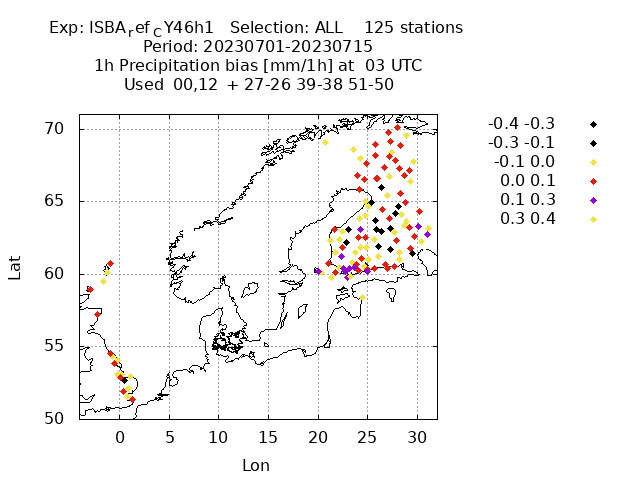 Exp: ISBA_ref_C Y46h1 Selection: ALL 125 stations
Period: 20230701-20230715
1h Precipitation bias [mm/1h] at 03 UTC
Used 00,12 + 27-26 39-38 51-50
-0.4 -0.3
-0.3 -0.1
-0.1 0.0
0.0 0.1
0.1 0.3
0.3 0.4
70
65
60
55
50
Lat
0 5 10 15 20 25 30
Lon